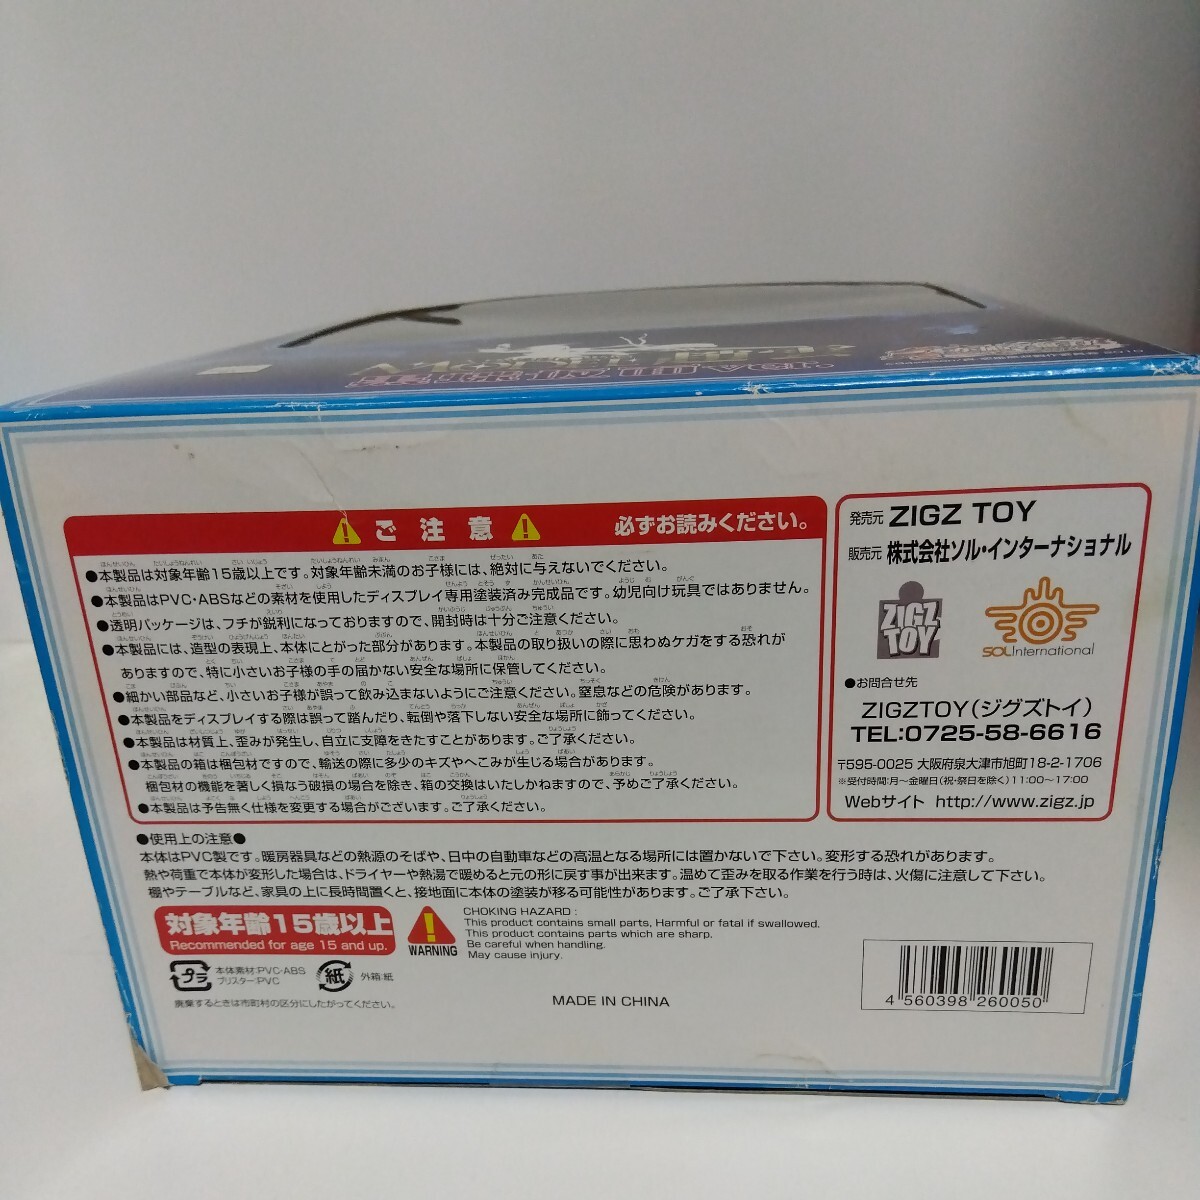 ご注意 必ずお読みください。
●本製品は対象年齢15歳以上です。対象年齢未満のお子様には、絶対に与えないでください。
●本製品はPVC・ABSなどの素材を使用したディスプレイ専用塗装済み完成品です。幼児向け玩具ではありません。
●透明パッケージは、フチが鋭利になっておりますので、開封時は十分ご注意ください。
●本製品には、造型の表現上、本体にとがった部分があります。本製品の取り扱いの際に思わぬケガをする恐れが
ありますので、特に小さいお子様の手の届かない安全な場所に保管してください。
●細かい部品など、小さいお子様が誤って飲み込まないようにご注意ください。窒息などの危険があります。
●本製品をディスプレイする際は誤って踏んだり、転倒や落下しない安全な場所に飾ってください。
●本製品は材質上、歪みが発生し、自立に支障をきたすことがあります。ご了承ください。
●本製品の箱は梱包材ですので、輸送の際に多少のキズやへこみが生じる場合があります。
梱包材の機能を著しく損なう破損の場合を除き、箱の交換はいたしかねますので、予めご了承ください。
●本製品は予告無く仕様を変更する場合がございます。ご了承ください。
発売元 ZIGZ TOY
販売元 株式会社ソル・インターナショナル
ZIGZ
TOY
SOLInternational
●お問合せ先
ZIGZTOY(ジグズトイ)
TEL:0725-58-6616
〒595-0025 大阪府泉大津市旭町18-2-1706
※受付時間:月〜金曜日(祝・祭日を除く)11:00〜17:00
Webサイト http://www.zigz.jp
●使用上の注意●
本体はPVC製です。暖房器具などの熱源のそばや、日中の自動車などの高温となる場所には置かないで下さい。変形する恐れがあります。
熱や荷重で本体が変形した場合は、ドライヤーや熱湯で暖めると元の形に戻す事が出来ます。温めて歪みを取る作業を行う時は、火傷に注意して下さい。
棚やテーブルなど、家具の上に長時間置くと、接地面に本体の塗装が移る可能性があります。ご了承下さい。
対象年齢15歳以上
Recommended for age 15 and up.
WARNING
CHOKING HAZARD :
This product contains small parts, Harmful or fatal if swallowed.
This product contains parts which are sharp.
Be careful when handling.
May cause injury.
プラ
本体素材:PVC・ABS
ブリスター:PVC
紙
外箱:紙
廃棄するときは市町村の区分にしたがってください。
MADE IN CHINA
4 560398 260050